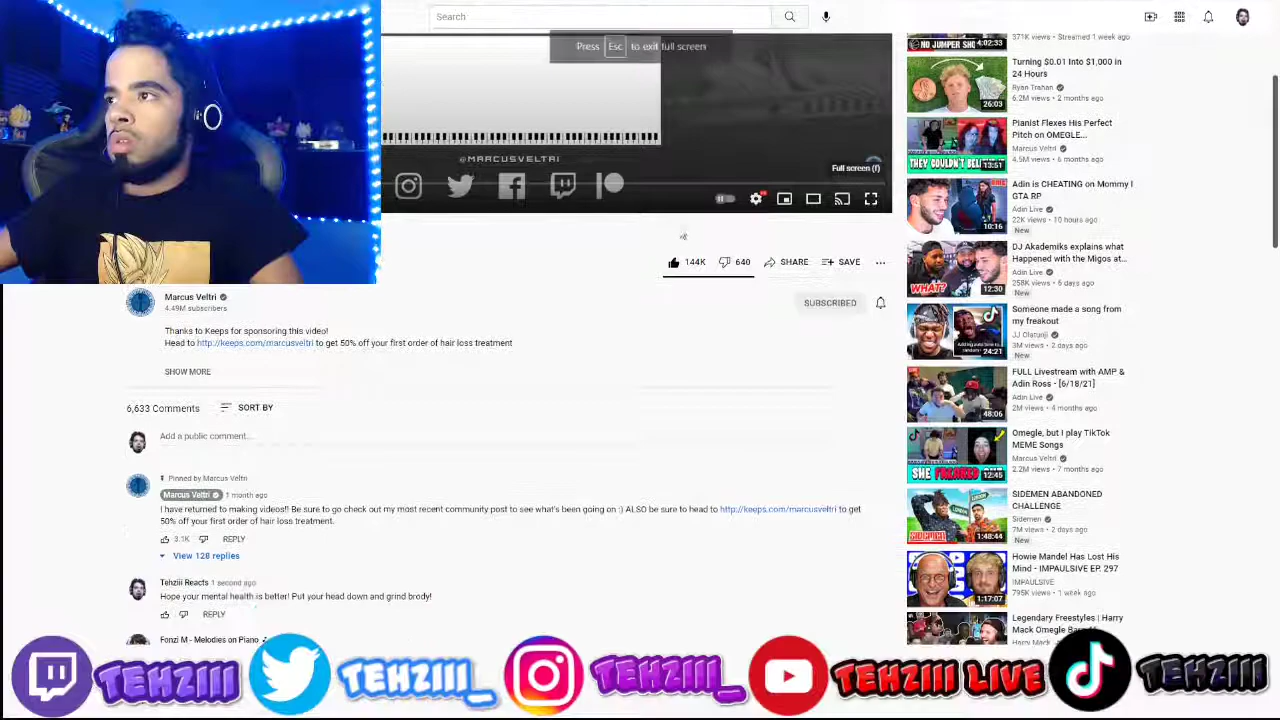 Search
Press Esc to exit full screen
@MARCUSVELTRI
Full screen (f)
144K
640
SHARE
SAVE
Marcus Veltri
4.49M subscribers
SUBSCRIBED
Thanks to Keeps for sponsoring this video!
Head to http://keeps.com/marcusveltri to get 50% off your first order of hair loss treatment
SHOW MORE
6,633 Comments
SORT BY
Add a public comment...
Pinned by Marcus Veltri
Marcus Veltri 1 month ago
I have returned to making videos!! Be sure to go check out my most recent community post to see what's been going on :) ALSO be sure to head to http://keeps.com/marcusveltri to get
50% off your first order of hair loss treatment.
3.1K
REPLY
View 128 replies
Tehziii Reacts 1 second ago
Hope your mental health is better! Put your head down and grind brody!
REPLY
Fonzi M - Melodies on Piano
371K views • Streamed 1 week ago
NO JUMPER SHO
4:02:33
Turning $0.01 Into $1,000 in
24 Hours
Ryan Trahan
6.2M views • 2 months ago
26:03
Pianist Flexes His Perfect
Pitch on OMEGLE...
Marcus Veltri
4.5M views • 6 months ago
THEY COULDN'T
13:51
Adin is CHEATING on Mommy I
GTA RP
Adin Live
22K views • 10 hours ago
New
10:16
DJ Akademiks explains what
Happened with the Migos at...
Adin Live
258K views • 6 days ago
New
WHAT?
12:30
Someone made a song from
my freakout
JJ Olatunji
3M views • 2 days ago
New
24:21
FULL Livestream with AMP &
Adin Ross - [6/18/21]
Adin Live
2M views • 4 months ago
48:06
Omegle, but I play TikTok
MEME Songs
Marcus Veltri
2.2M views • 7 months ago
SHE FREAKED OUT
12:45
SIDEMEN ABANDONED
CHALLENGE
Sidemen
7M views • 2 days ago
New
1:48:44
Howie Mandel Has Lost His
Mind - IMPAULSIVE EP. 297
IMPAULSIVE
795K views • 1 week ago
1:17:07
Legendary Freestyles | Harry
Mack Omegle
Harry Mack
TEHZIII
TEHZIII_
TEHZIII_
TEHZIII LIVE
TEHZIII